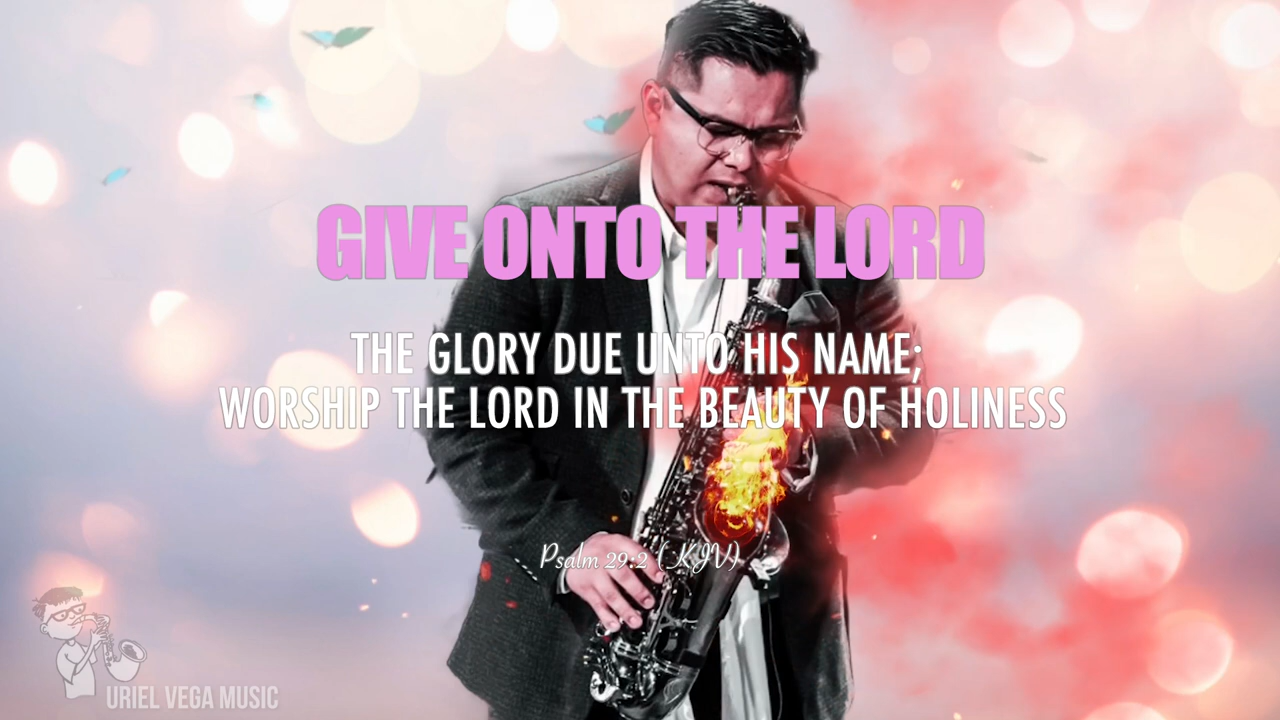 GIVE ONTO THE LORD
THE GLORY DUE UNTO HIS NAME;
WORSHIP THE LORD IN THE BEAUTY OF HOLINESS
Psalm 29:2 (KJV)
URIEL VEGA MUSIC